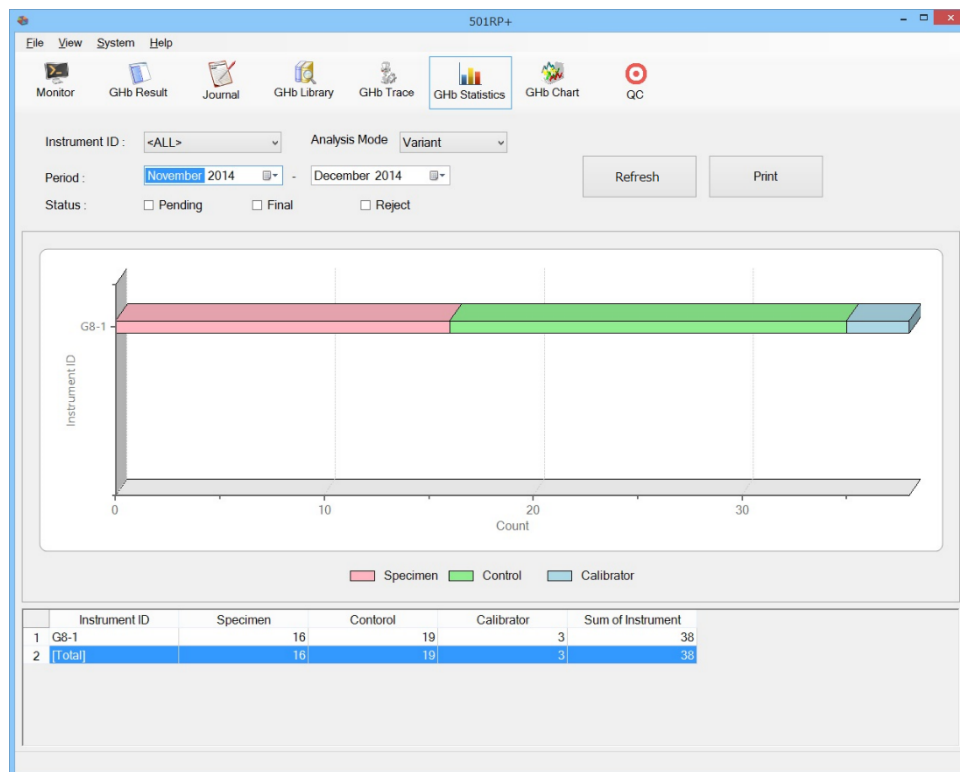 501RP+
File View System Help
Monitor GHb Result Journal GHb Library GHb Trace GHb Statistics GHb Chart QC
Instrument ID : <ALL> Analysis Mode Variant
Period : November 2014 - December 2014 Refresh Print
Status : Pending Final Reject
G8-1
Instrument ID
0 10 20 30
Count
Specimen Control Calibrator
Instrument ID Specimen Contorol Calibrator Sum of Instrument
1 G8-1 16 19 3 38
2 [Total] 16 19 3 38